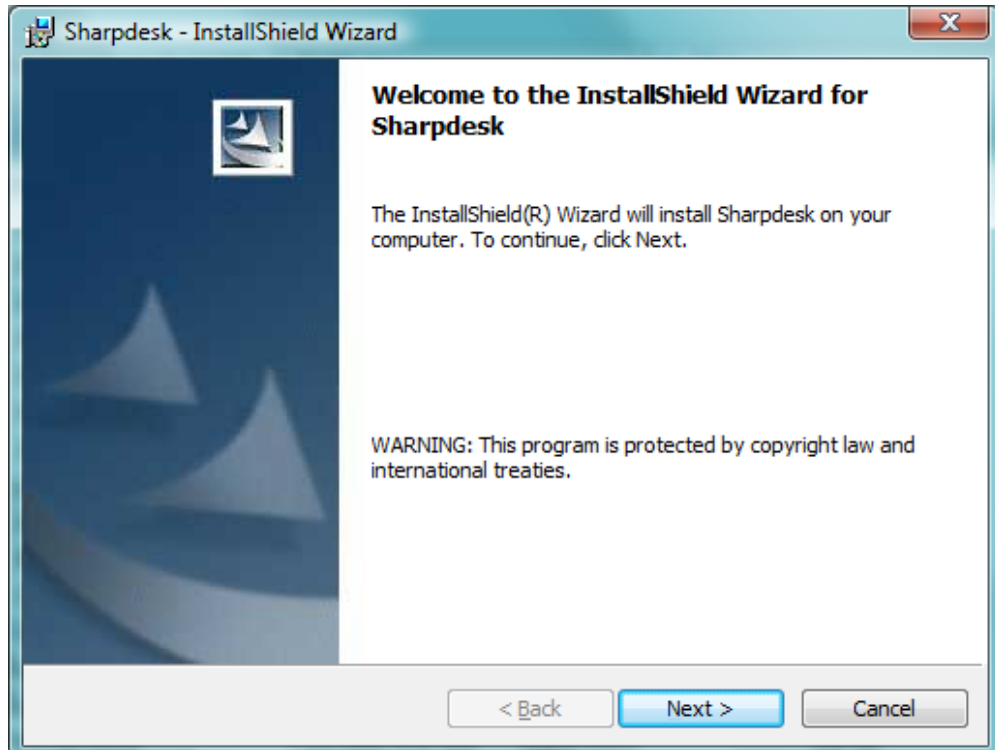 Sharpdesk - InstallShield Wizard
Welcome to the InstallShield Wizard for
Sharpdesk
The InstallShield(R) Wizard will install Sharpdesk on your
computer. To continue, click Next.
WARNING: This program is protected by copyright law and
international treaties.
< Back
Next >
Cancel